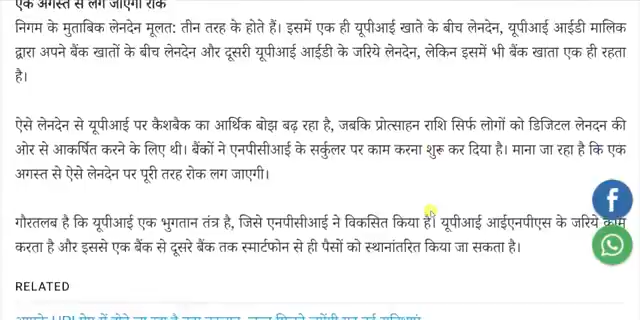 एक अगस्त से लग जाएगी रोक
निगम के मुताबिक लेनदेन मूलत: तीन तरह के होते हैं। इसमें एक ही यूपीआई खाते के बीच लेनदेन, यूपीआई आईडी मालिक
द्वारा अपने बैंक खातों के बीच लेनदेन और दूसरी यूपीआई आईडी के जरिये लेनदेन, लेकिन इसमें भी बैंक खाता एक ही रहता
है।
ऐसे लेनदेन से यूपीआई पर कैशबैक का आर्थिक बोझ बढ़ रहा है, जबकि प्रोत्साहन राशि सिर्फ लोगों को डिजिटल लेनदन की
ओर से आकर्षित करने के लिए थी। बैंकों ने एनपीसीआई के सर्कुलर पर काम करना शुरू कर दिया है। माना जा रहा है कि एक
अगस्त से ऐसे लेनदेन पर पूरी तरह रोक लग जाएगी।
गौरतलब है कि यूपीआई एक भुगतान तंत्र है, जिसे एनपीसीआई ने विकसित किया है। यूपीआई आईएनपीएस के जरिये काम
करता है और इससे एक बैंक से दूसरे बैंक तक स्मार्टफोन से ही पैसों को स्थानांतरित किया जा सकता है।
RELATED